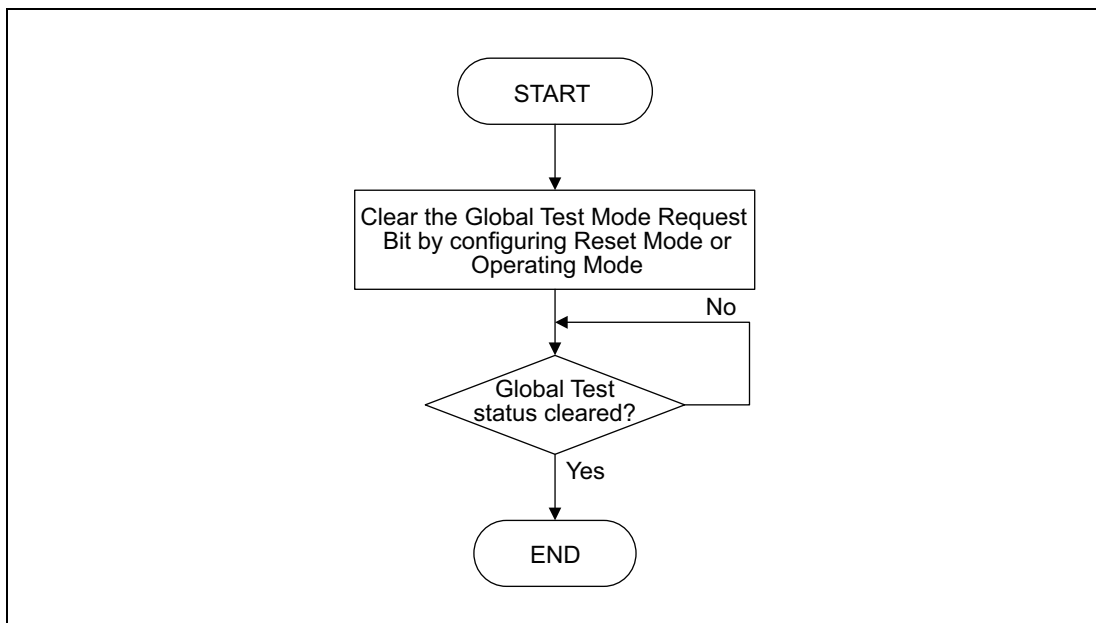 START
Clear the Global Test Mode Request
Bit by configuring Reset Mode or
Operating Mode
No
Global Test
status cleared?
Yes
END